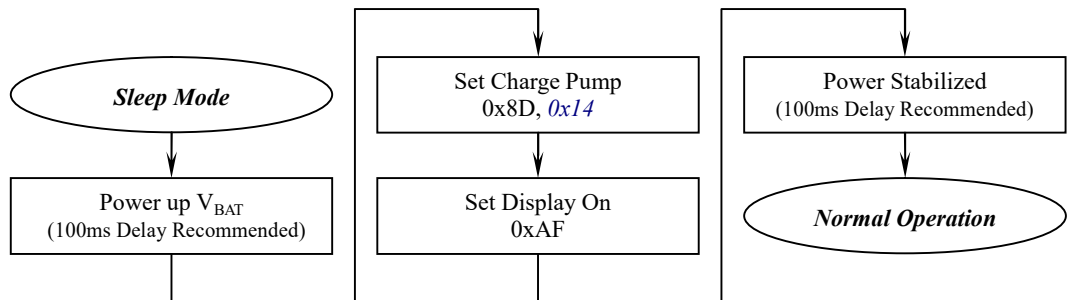 Sleep Mode
Power up VBAT
(100ms Delay Recommended)
Set Charge Pump
0x8D, 0x14
Set Display On
0xAF
Power Stabilized
(100ms Delay Recommended)
Normal Operation